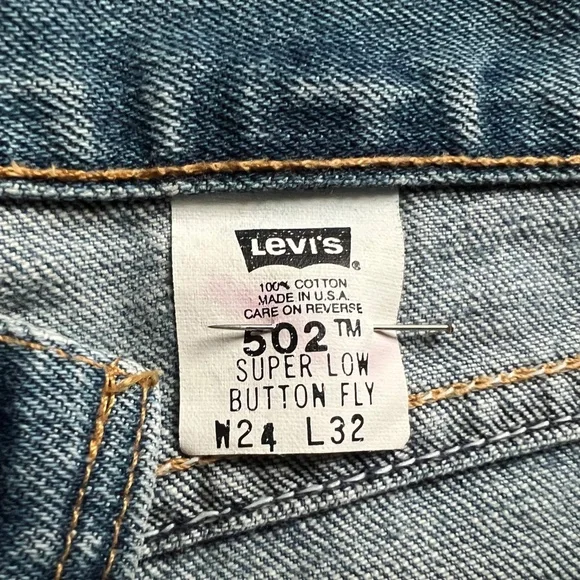 Levi's
®
100% COTTON
MADE IN U.S.A.
CARE ON REVERSE
502™
SUPER LOW
BUTTON FLY
W24 L32